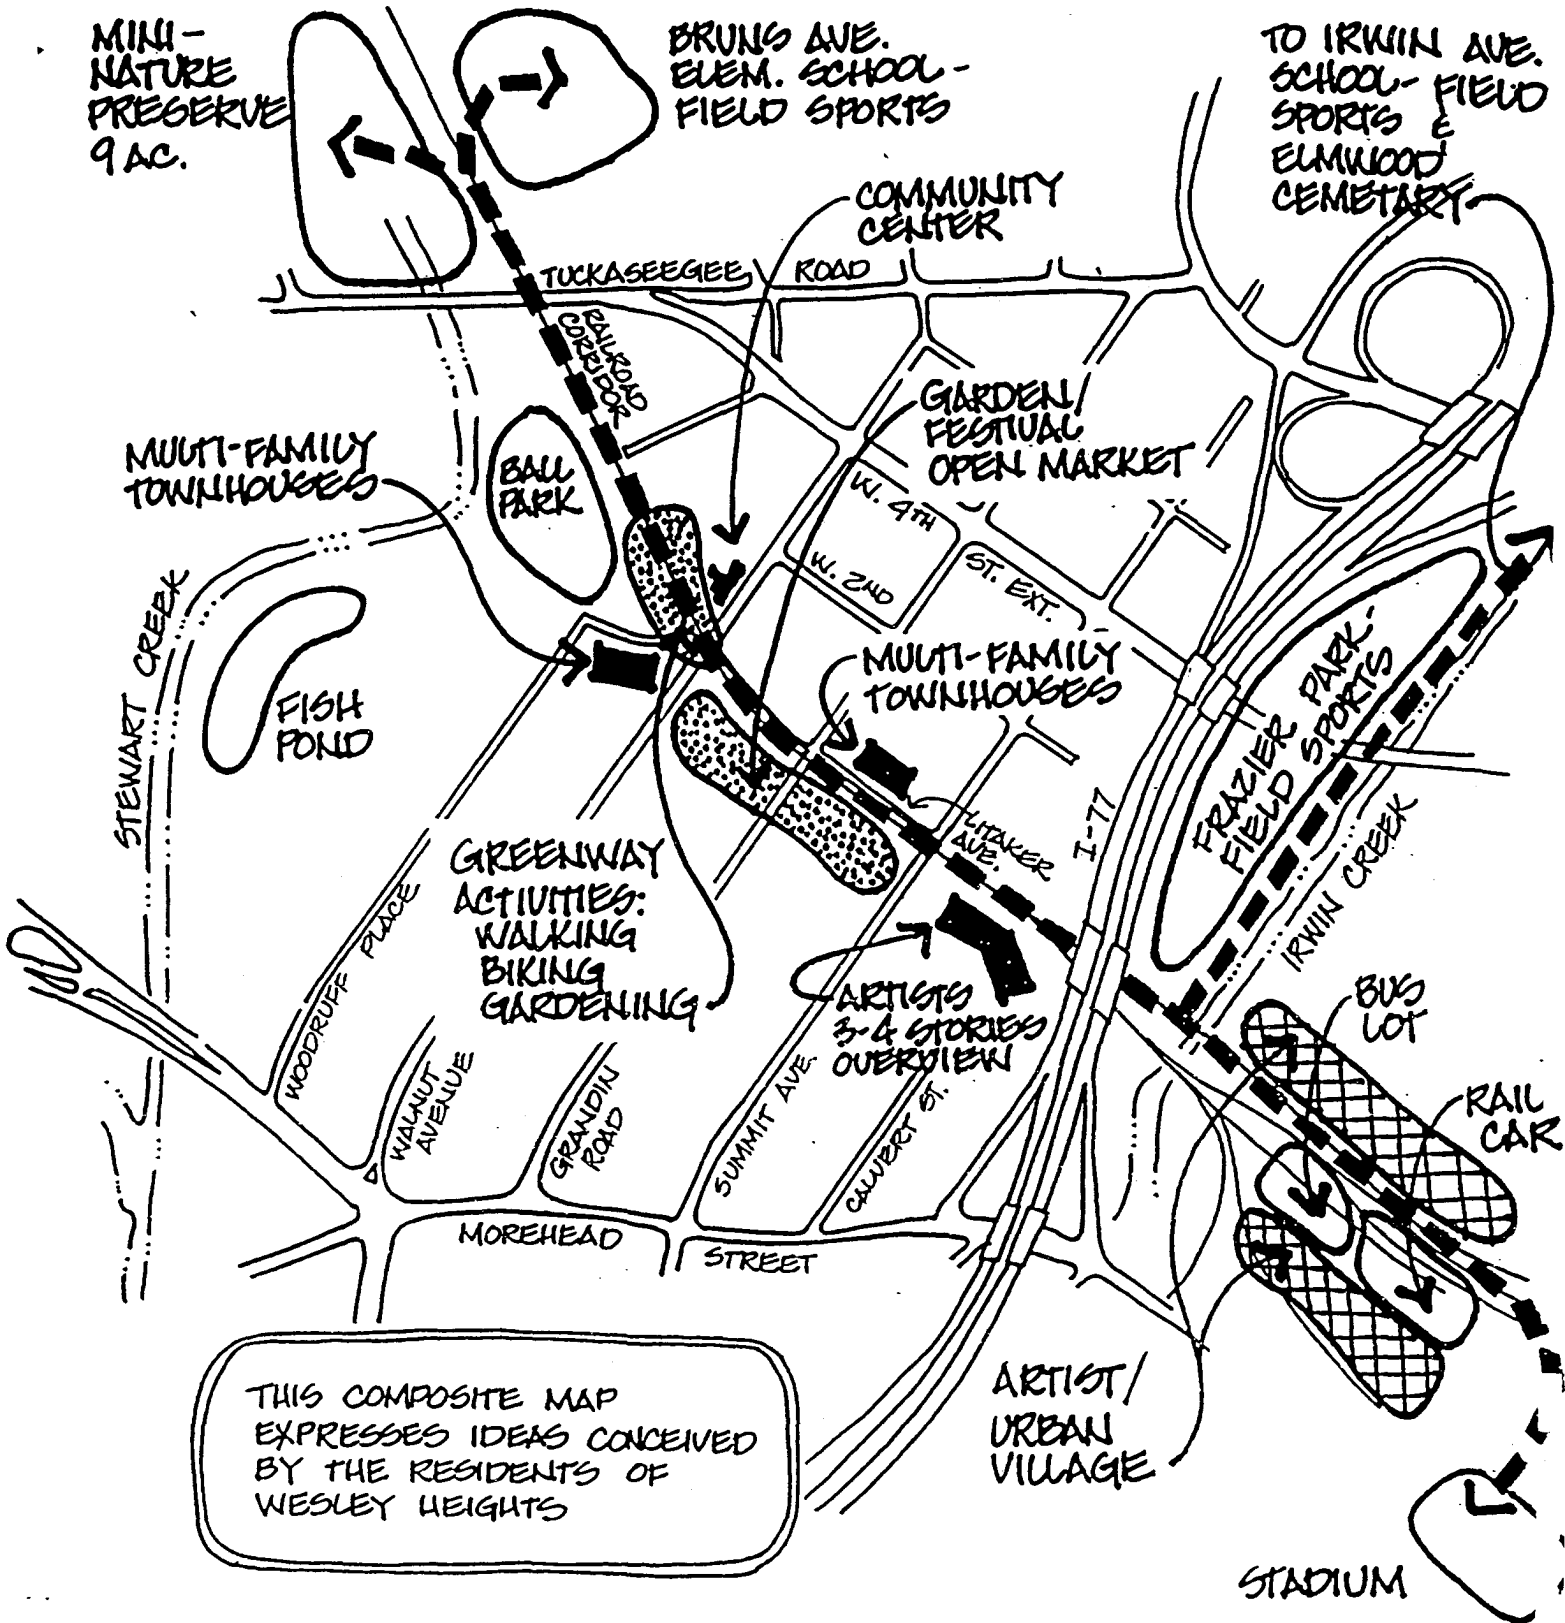 MINI-
NATURE
PRESERVE
9 AC.
BRUNS AVE.
ELEM. SCHOOL-
FIELD SPORTS
TO IRWIN AVE.
SCHOOL- FIELD
SPORTS &
ELMWOOD
CEMETARY
COMMUNITY
CENTER
TUCKASEEGEE ROAD
RAILROAD
CORRIDOR
GARDEN/
FESTIVAL
OPEN MARKET
MULTI-FAMILY
TOWNHOUSES
BALL
PARK
W. 4TH
ST. EXT.
W. 2ND
STEWART CREEK
FISH
POND
MULTI-FAMILY
TOWNHOUSES
FRAZIER PARK-
FIELD SPORTS
I-77
LITAKER
AVE.
IRWIN CREEK
GREENWAY
ACTIVITIES:
WALKING
BIKING
GARDENING
WOODRUFF PLACE
ARTISTS
3-4 STORIES
OVERVIEW
BUS
LOT
RAIL
CAR
WALNUT
AVENUE
GRANDIN
ROAD
SUMMIT AVE.
CALVERT ST.
MOREHEAD
STREET
ARTIST/
URBAN
VILLAGE
THIS COMPOSITE MAP
EXPRESSES IDEAS CONCEIVED
BY THE RESIDENTS OF
WESLEY HEIGHTS
STADIUM